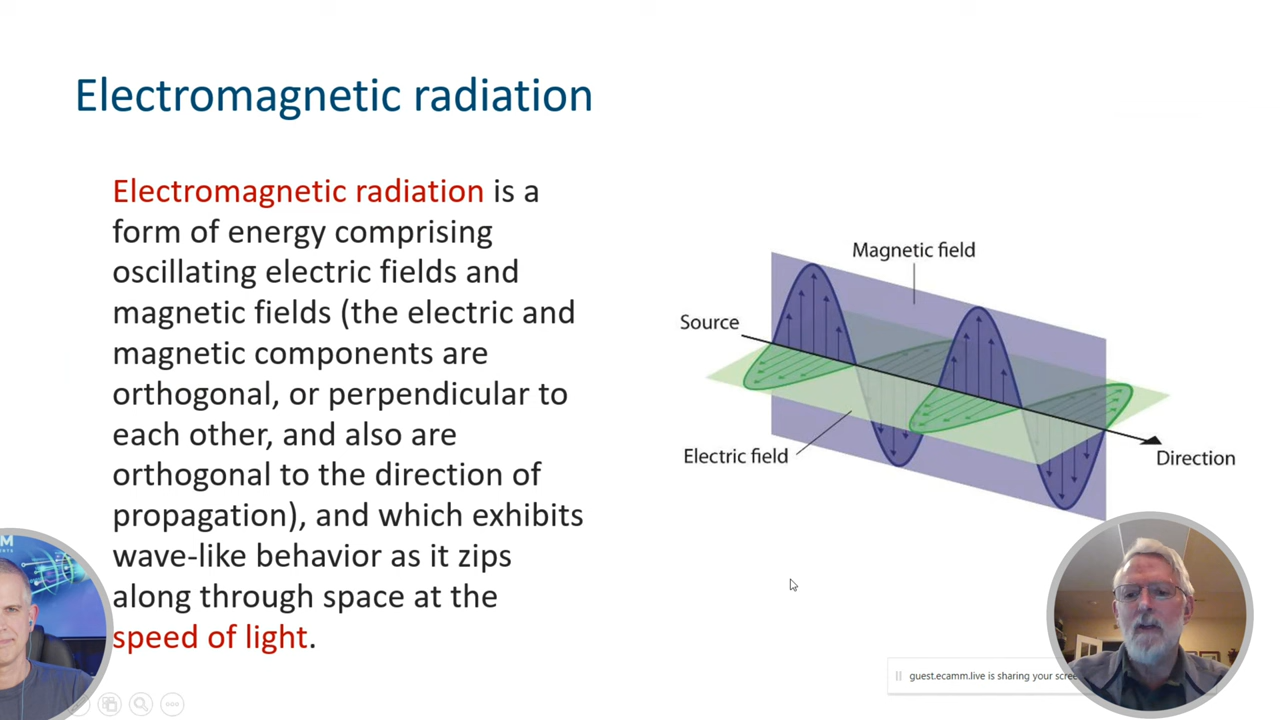 Electromagnetic radiation
Electromagnetic radiation is a
form of energy comprising
oscillating electric fields and
magnetic fields (the electric and
magnetic components are
orthogonal, or perpendicular to
each other, and also are
orthogonal to the direction of
propagation), and which exhibits
wave-like behavior as it zips
along through space at the
speed of light.
Magnetic field
Source
Electric field
Direction
guest.ecamm.live is sharing your